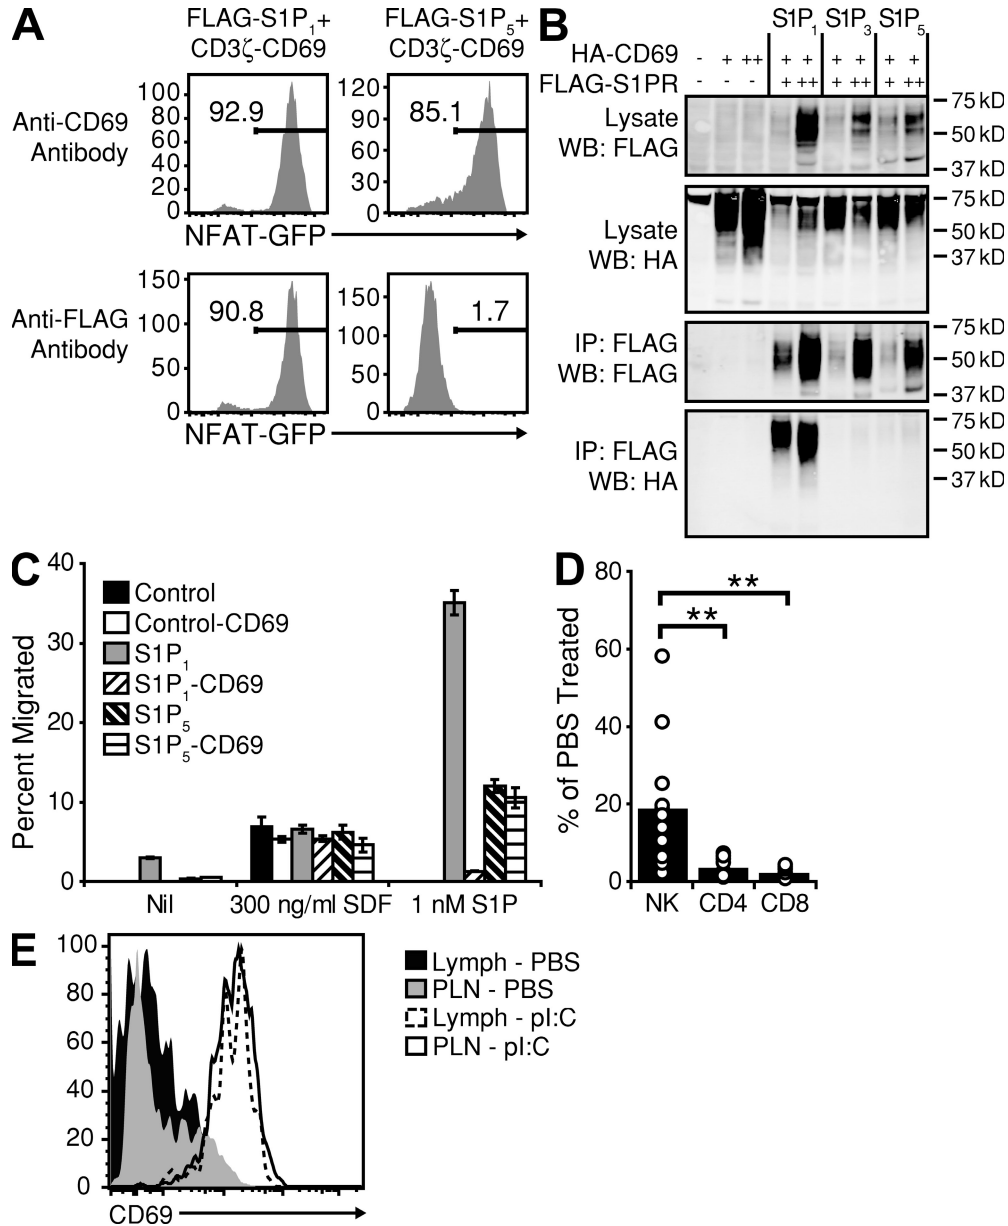 A
FLAG-S1P1+
CD3ζ-CD69
FLAG-S1P5+
CD3ζ-CD69
Anti-CD69
Antibody
100
80
60
40
20
0
92.9
120
90
60
30
0
85.1
NFAT-GFP
Anti-FLAG
Antibody
150
100
50
0
90.8
150
100
50
0
1.7
NFAT-GFP
B
S1P1 S1P3 S1P5
HA-CD69 - + ++ + + + + + +
FLAG-S1PR - - - + ++ + ++ + ++
Lysate
WB: FLAG
75 kD
50 kD
37 kD
Lysate
WB: HA
75 kD
50 kD
37 kD
IP: FLAG
WB: FLAG
75 kD
50 kD
37 kD
IP: FLAG
WB: HA
75 kD
50 kD
37 kD
C
Percent Migrated
40
30
20
10
0
Control
Control-CD69
S1P1
S1P1-CD69
S1P5
S1P5-CD69
Nil 300 ng/ml SDF 1 nM S1P
D
% of PBS Treated
80
60
40
20
0
**
**
NK CD4 CD8
E
100
80
60
40
20
0
CD69
Lymph - PBS
PLN - PBS
Lymph - pI:C
PLN - pI:C